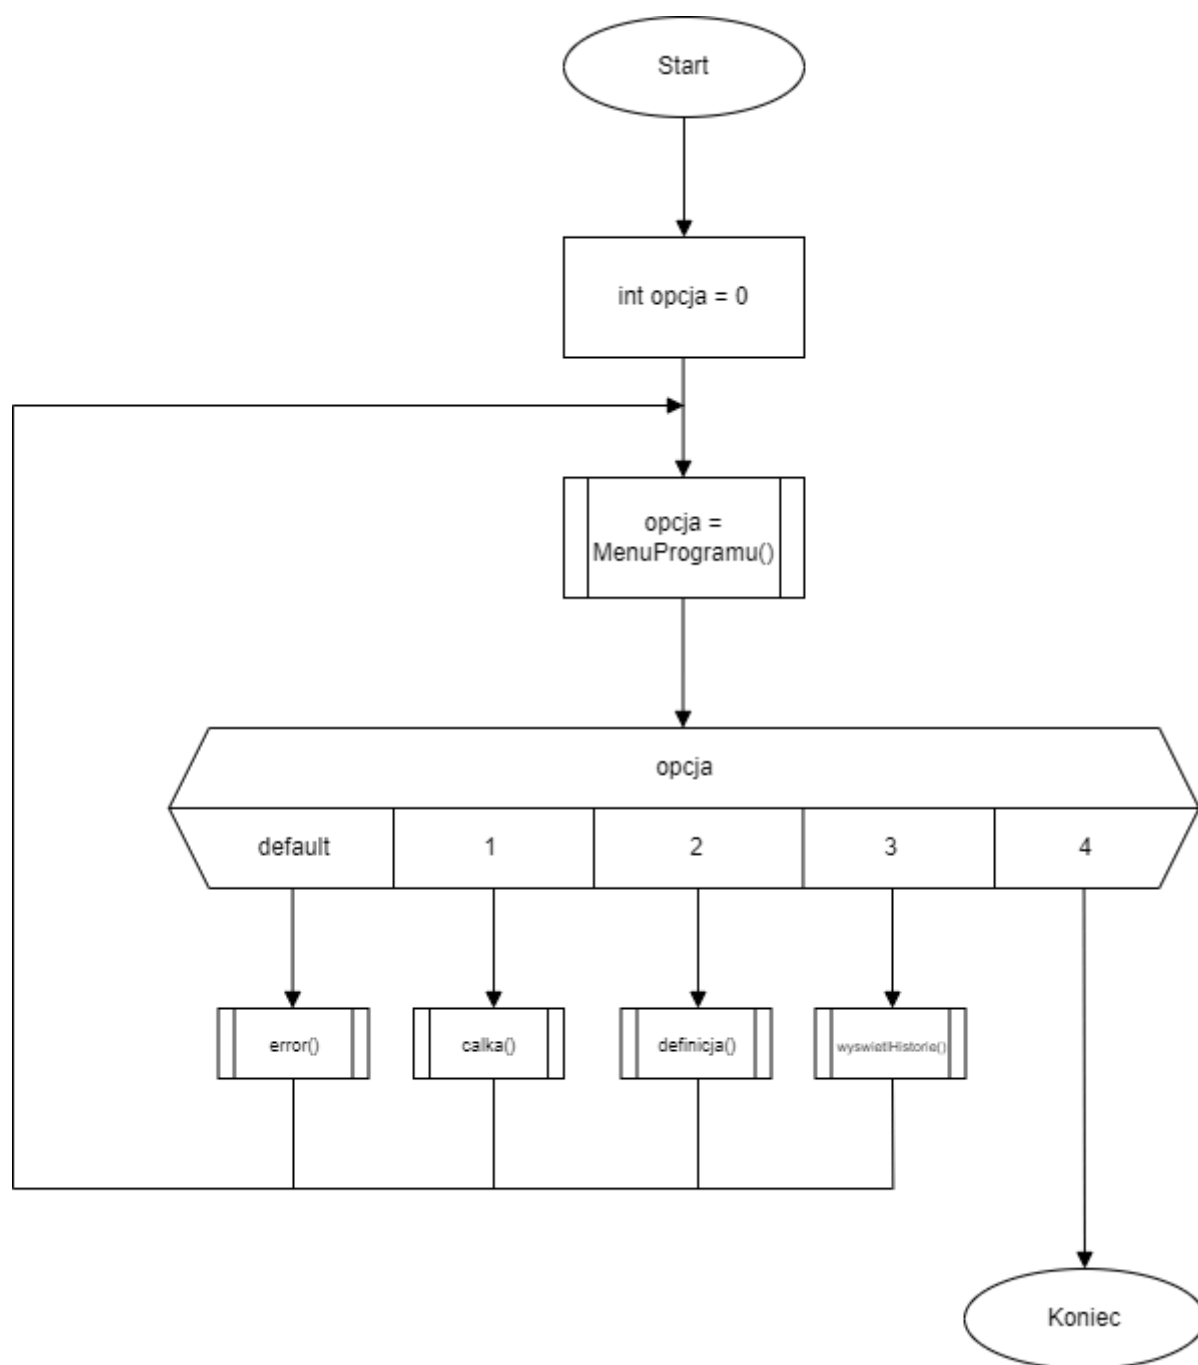 Start
int opcja = 0
opcja =
MenuProgramu()
opcja
default
1
2
3
4
error()
calka()
definicja()
wyswietlHistorie()
Koniec